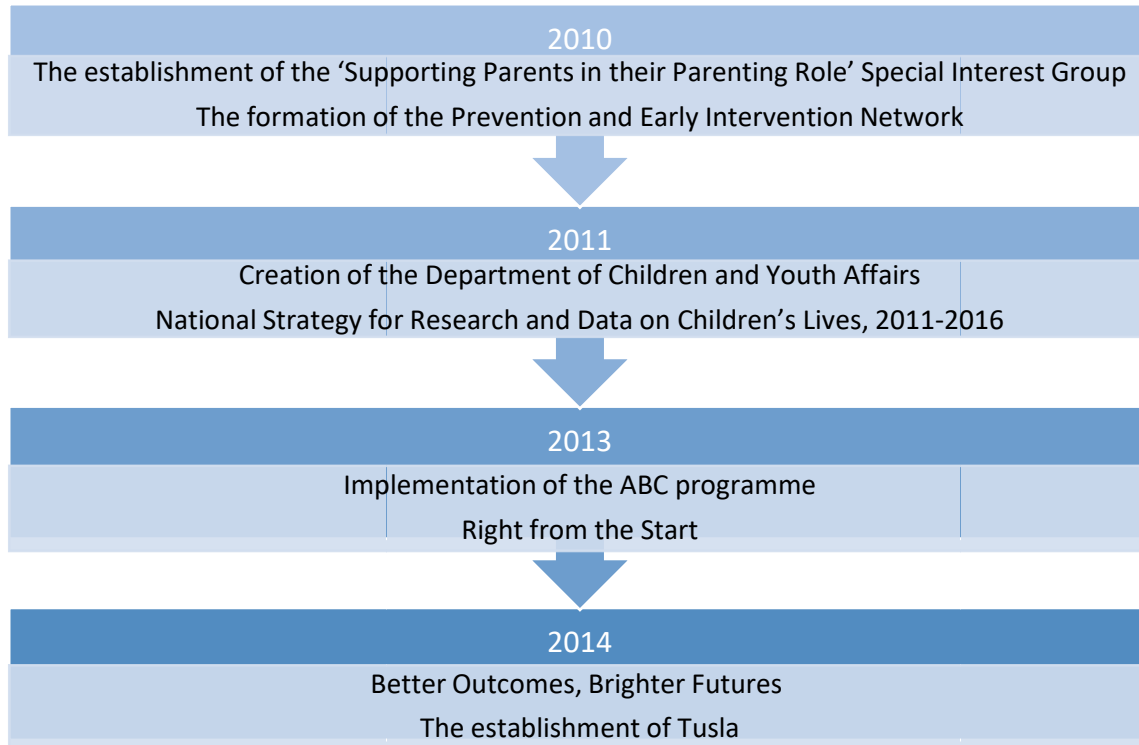 2010
The establishment of the ‘Supporting Parents in their Parenting Role’ Special Interest Group
The formation of the Prevention and Early Intervention Network
2011
Creation of the Department of Children and Youth Affairs
National Strategy for Research and Data on Children’s Lives, 2011-2016
2013
Implementation of the ABC programme
Right from the Start
2014
Better Outcomes, Brighter Futures
The establishment of Tusla